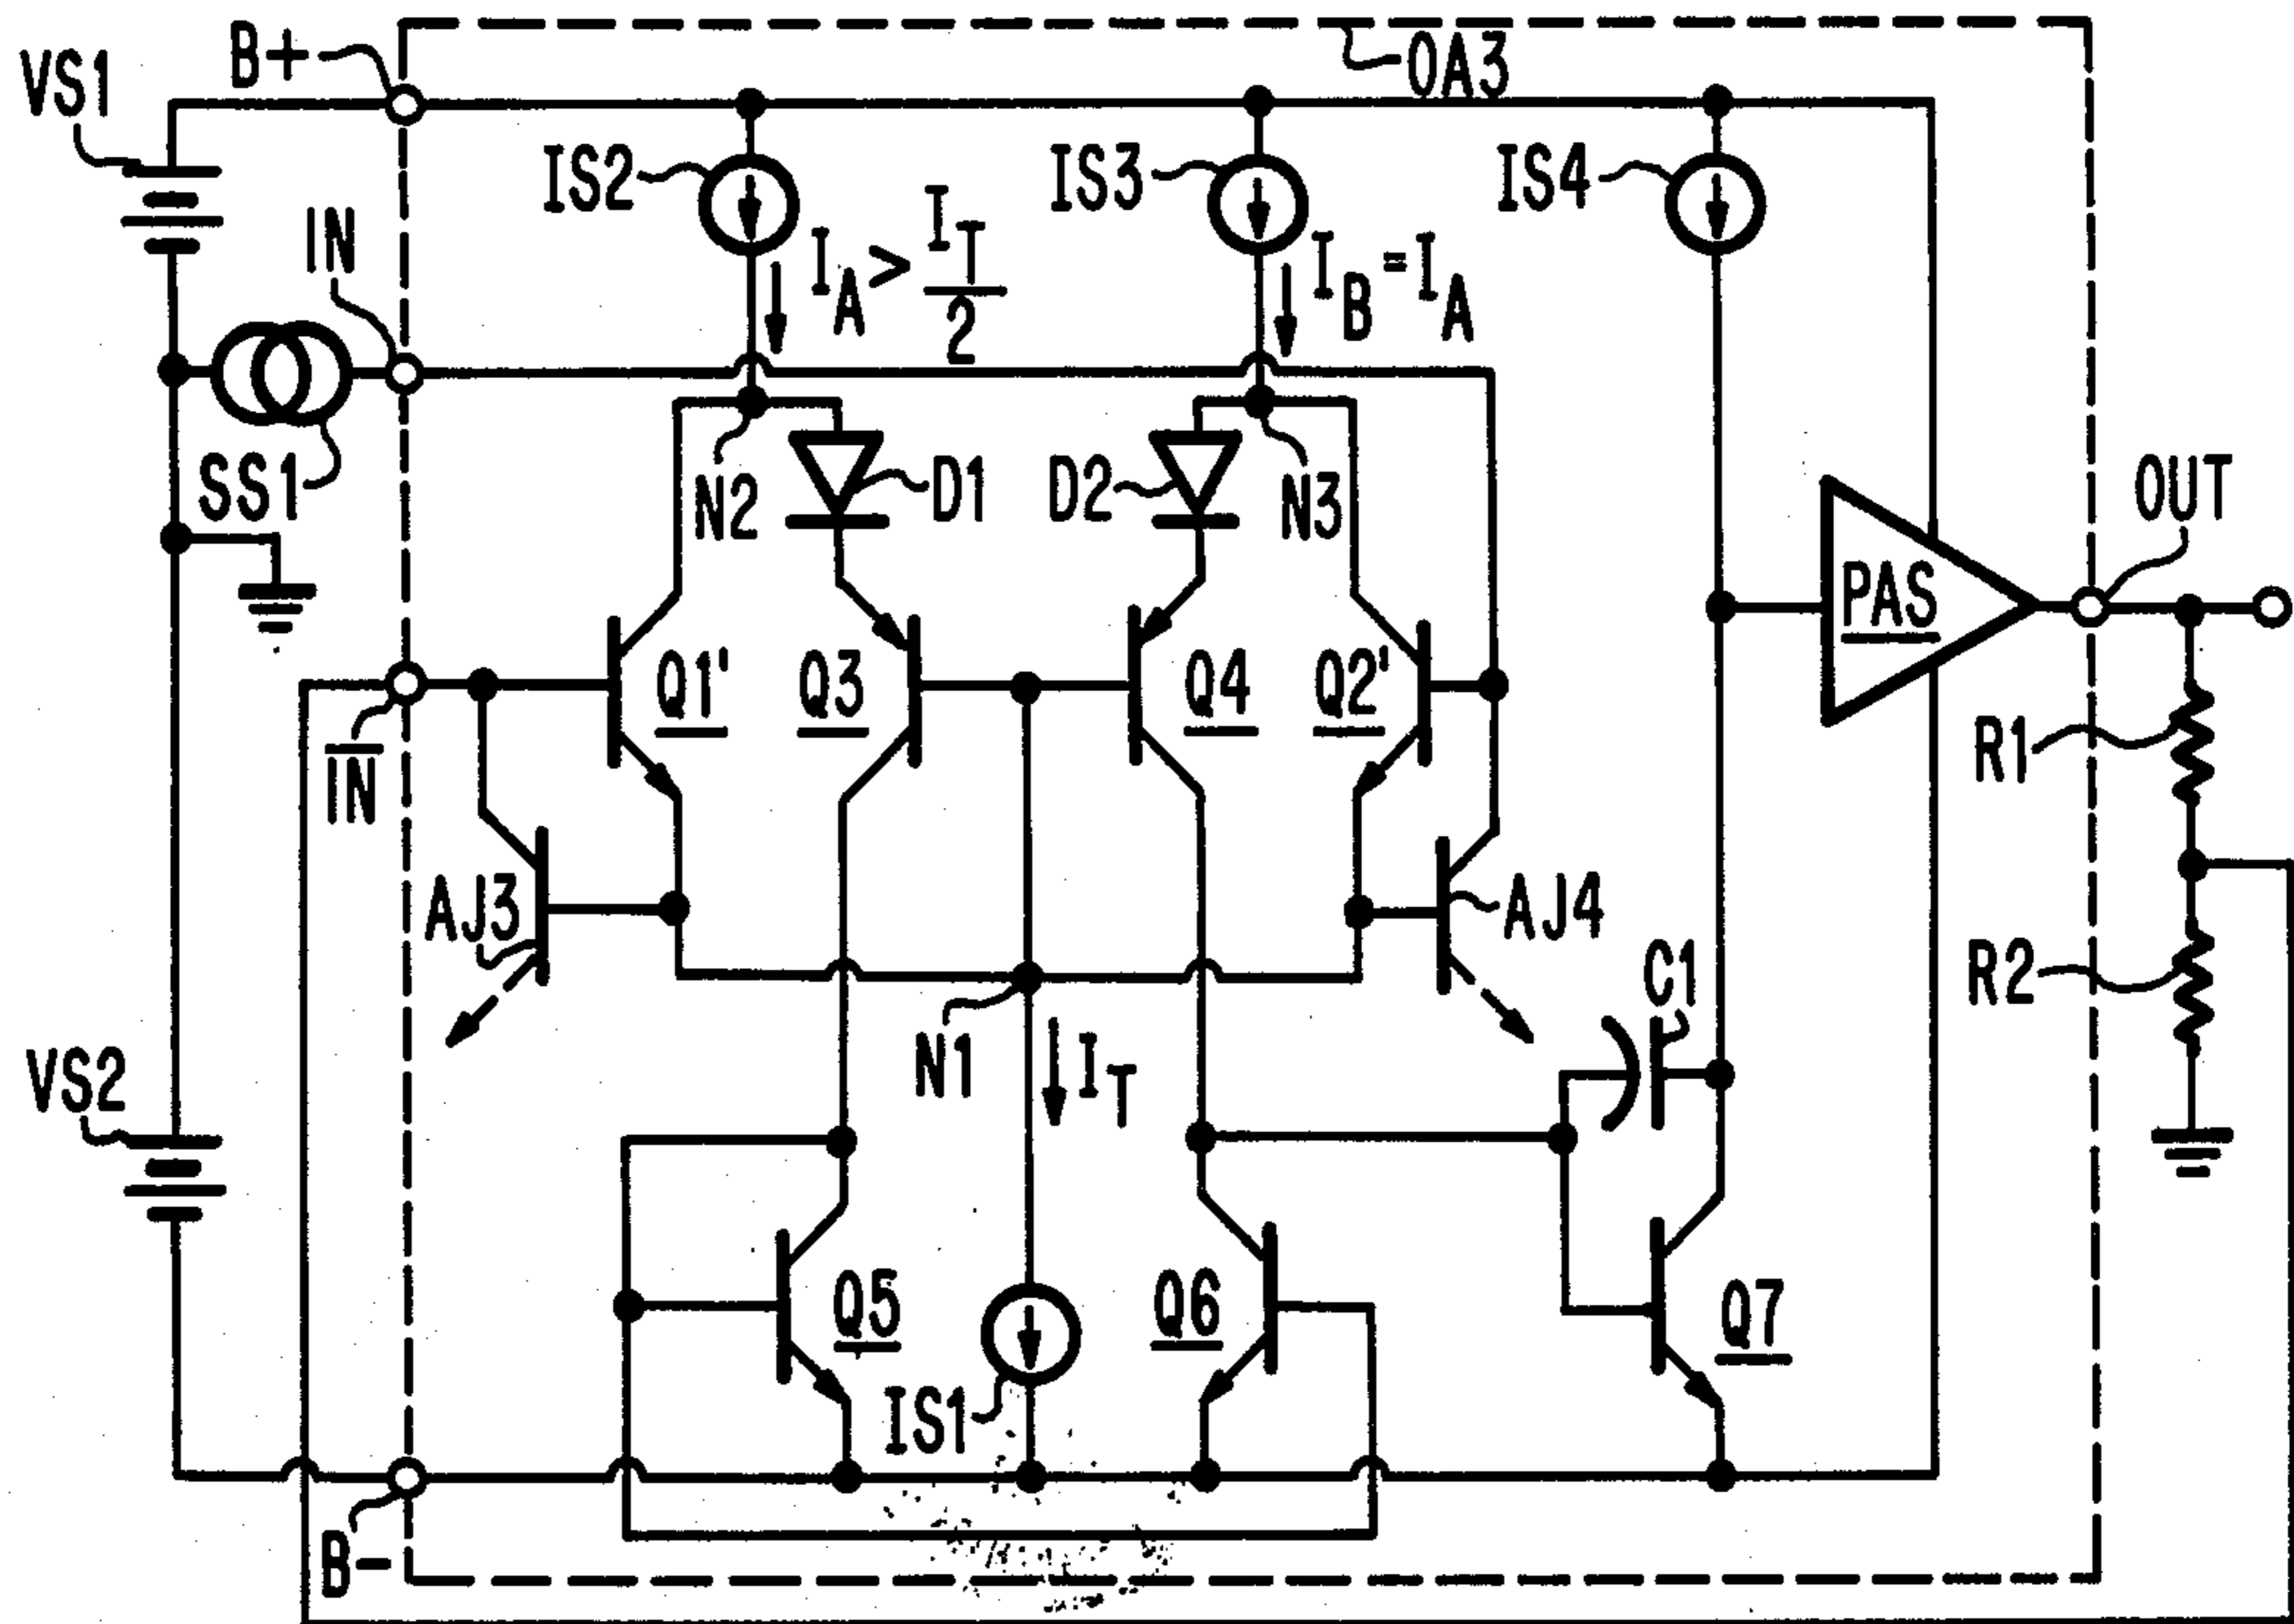 VS1
B+
OA3
IS2
IS3
IS4
IN
I_A > I_T/2
I_B = I_A
SS1
N2
D1
D2
N3
OUT
PAS
Q1'
Q3
Q4
Q2'
R1
I̅N̅
AJ3
AJ4
C1
R2
N1
I_T
VS2
Q5
IS1
Q6
Q7
B-